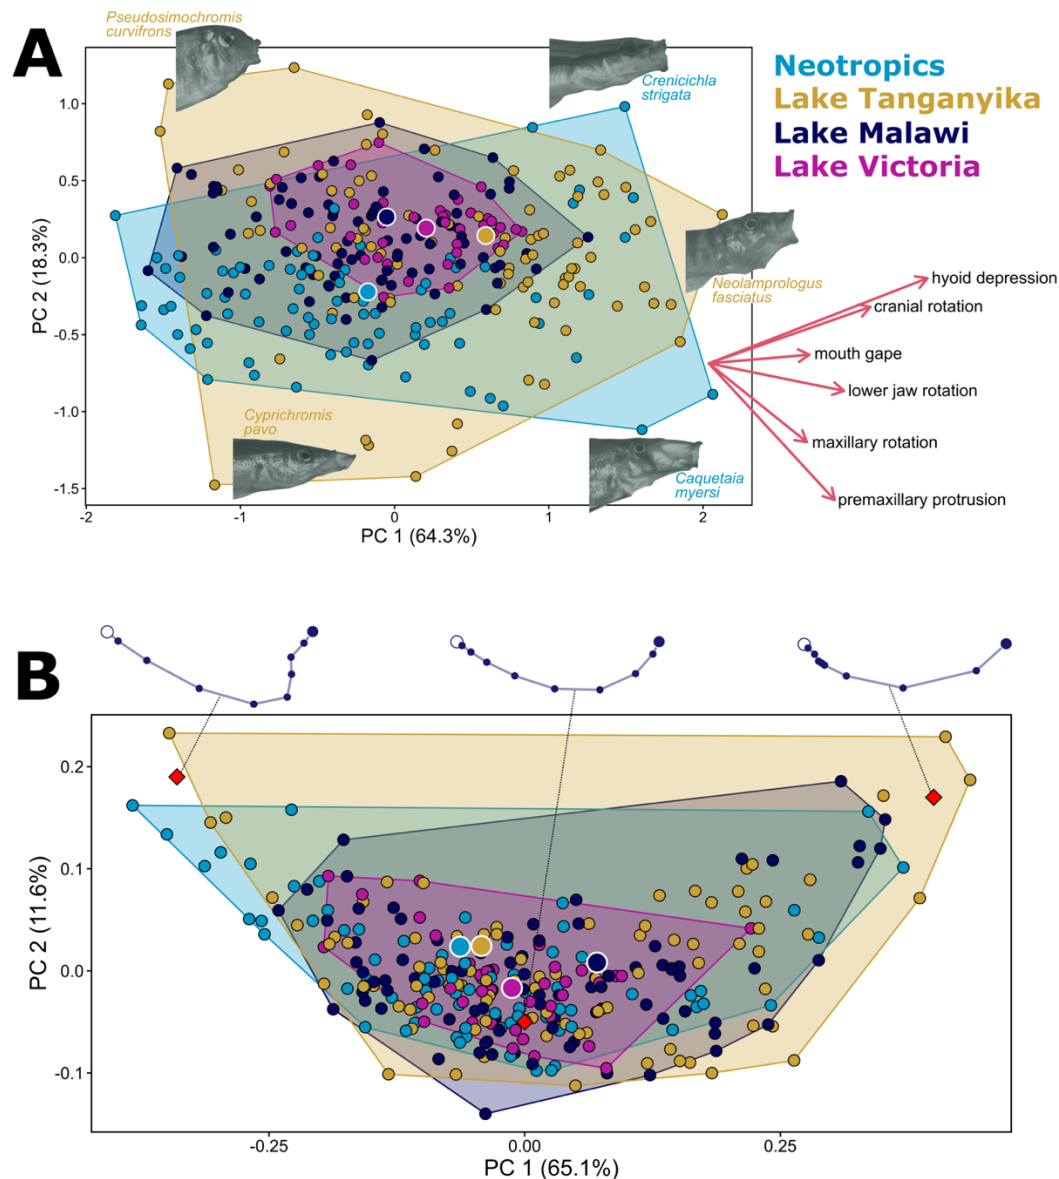 A
Pseudosimochromis
curvifrons
Crenicichla
strigata
Neotropics
Lake Tanganyika
Lake Malawi
Lake Victoria
Neolamprologus
fasciatus
Cyprichromis
pavo
Caquetaia
myersi
hyoid depression
cranial rotation
mouth gape
lower jaw rotation
maxillary rotation
premaxillary protrusion
1.0
0.5
0.0
-0.5
-1.0
-1.5
PC 2 (18.3%)
-2
-1
0
1
2
PC 1 (64.3%)
B
0.2
0.1
0.0
-0.1
PC 2 (11.6%)
-0.25
0.00
0.25
PC 1 (65.1%)